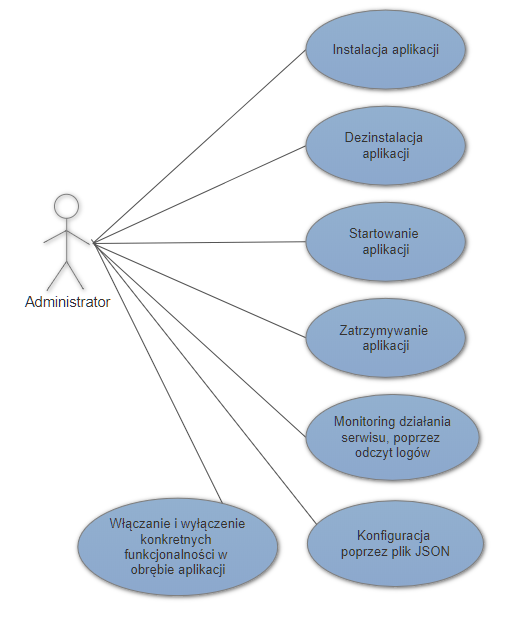 Instalacja aplikacji
Dezinstalacja
aplikacji
Startowanie
aplikacji
Administrator
Zatrzymywanie
aplikacji
Monitoring działania
serwisu, poprzez
odczyt logów
Włączanie i wyłączenie
konkretnych
funkcjonalności w
obrębie aplikacji
Konfiguracja
poprzez plik JSON